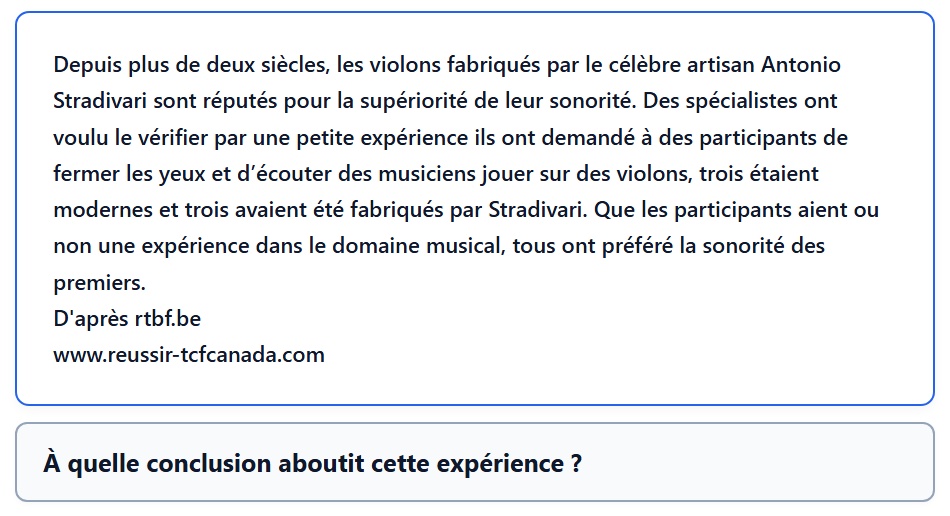 Depuis plus de deux siècles, les violons fabriqués par le célèbre artisan Antonio
Stradivari sont réputés pour la supériorité de leur sonorité. Des spécialistes ont
voulu le vérifier par une petite expérience ils ont demandé à des participants de
fermer les yeux et d’écouter des musiciens jouer sur des violons, trois étaient
modernes et trois avaient été fabriqués par Stradivari. Que les participants aient ou
non une expérience dans le domaine musical, tous ont préféré la sonorité des
premiers.
D'après rtbf.be
www.reussir-tcfcanada.com
À quelle conclusion aboutit cette expérience ?